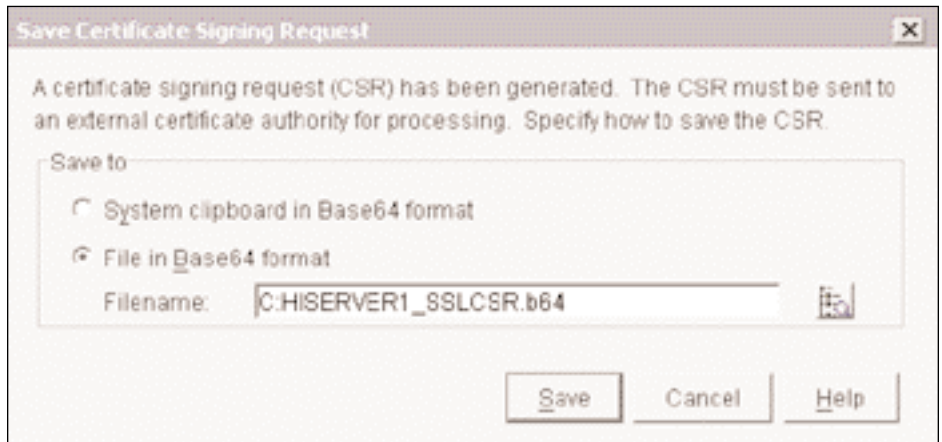 Save Certificate Signing Request
A certificate signing request (CSR) has been generated. The CSR must be sent to
an external certificate authority for processing. Specify how to save the CSR.
Save to
System clipboard in Base64 format
File in Base64 format
Filename: C:HISERVER1_SSLCSR.b64
Save Cancel Help